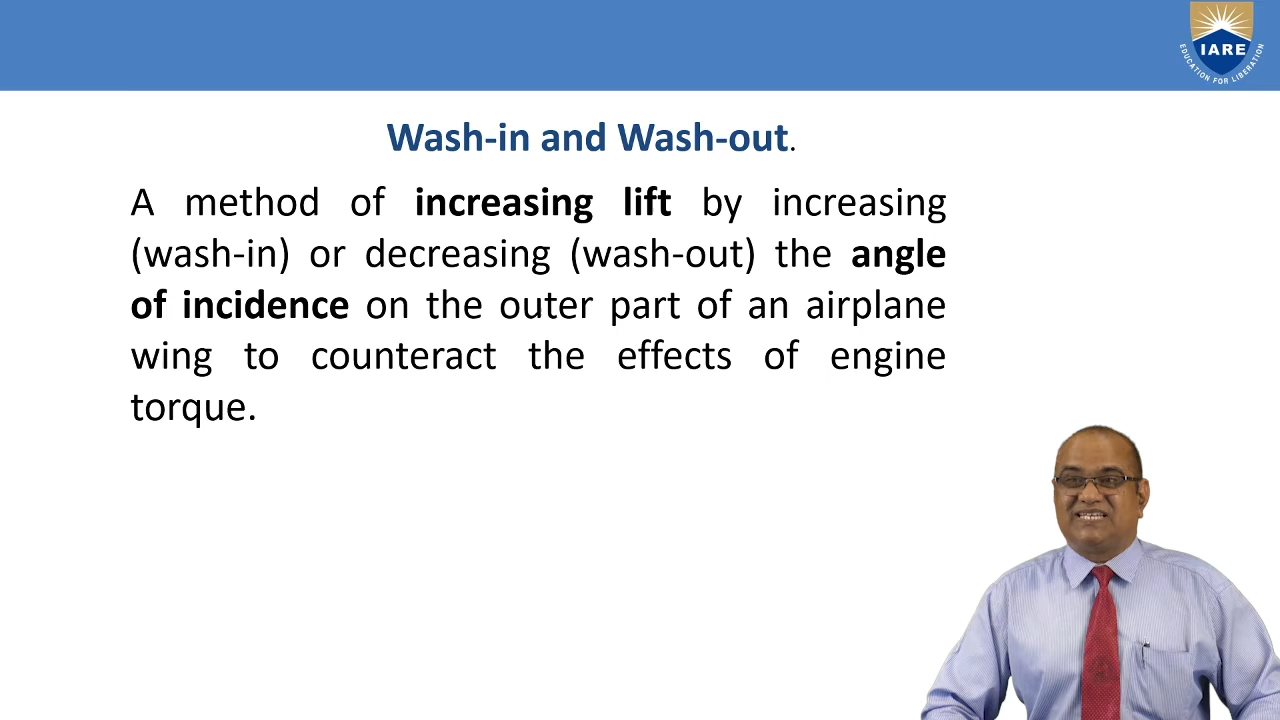 IARE
EDUCATION FOR LIBERATION
Wash-in and Wash-out.
A method of increasing lift by increasing
(wash-in) or decreasing (wash-out) the angle
of incidence on the outer part of an airplane
wing to counteract the effects of engine
torque.